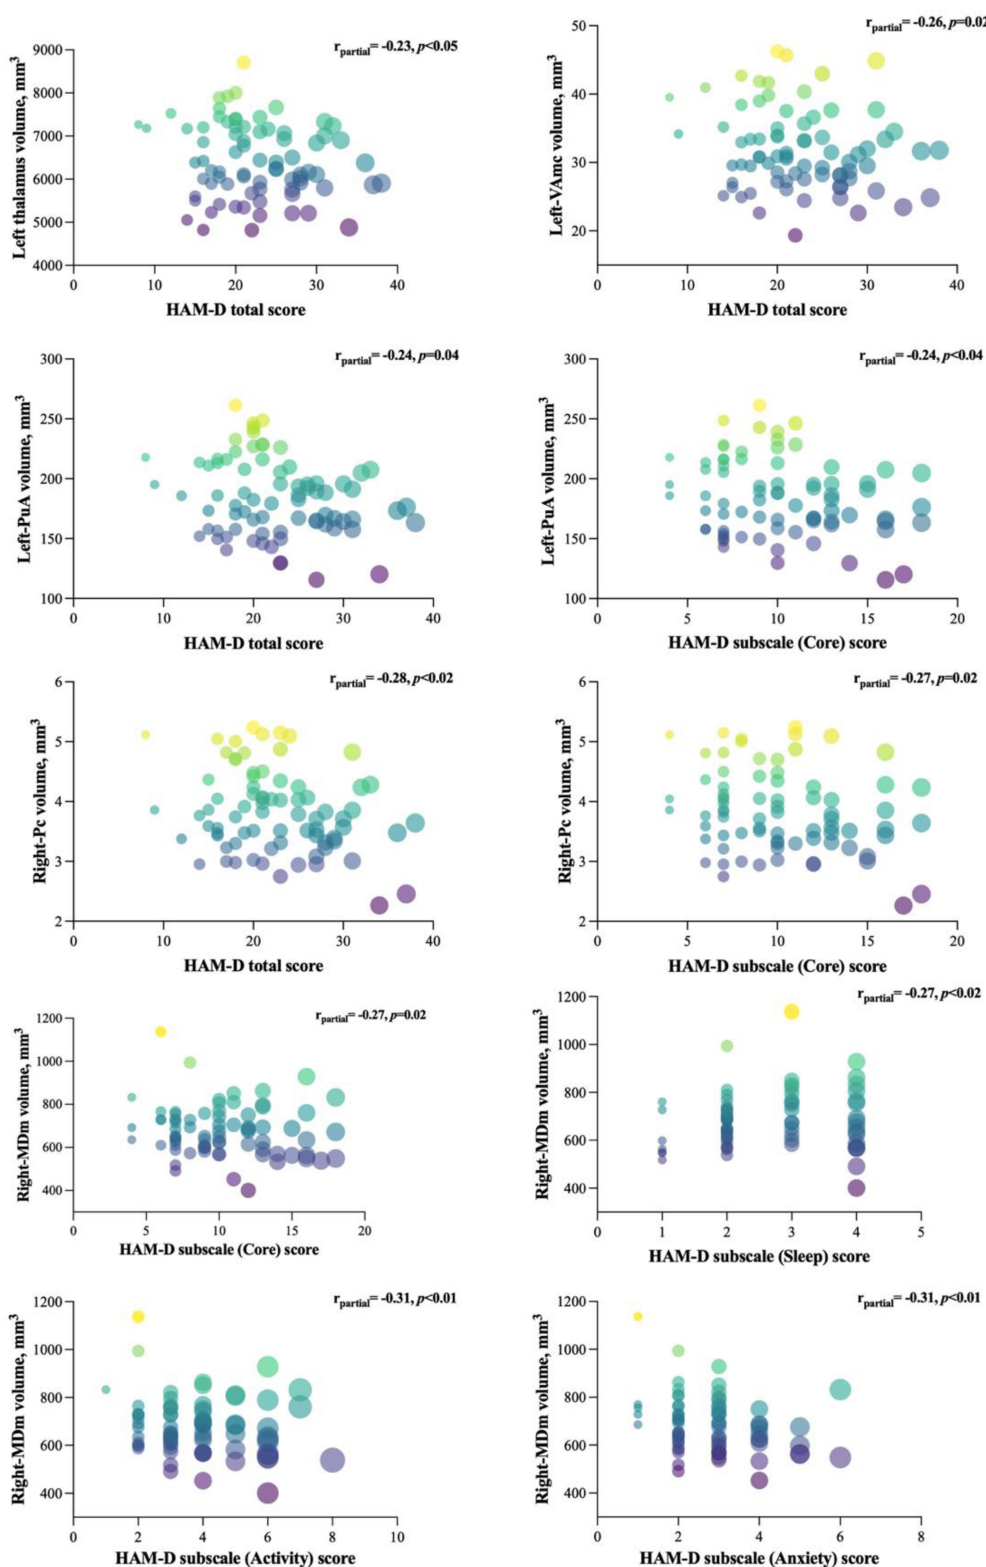 r_partial= -0.23, p<0.05
Left thalamus volume, mm³
9000
8000
7000
6000
5000
4000
0 10 20 30 40
HAM-D total score
r_partial= -0.26, p=0.02
Left-VAmc volume, mm³
50
40
30
20
0 10 20 30 40
HAM-D total score
r_partial= -0.24, p=0.04
Left-PuA volume, mm³
300
250
200
150
100
0 10 20 30 40
HAM-D total score
r_partial= -0.24, p<0.04
Left-PuA volume, mm³
300
250
200
150
100
0 5 10 15 20
HAM-D subscale (Core) score
r_partial= -0.28, p<0.02
Right-Pc volume, mm³
6
5
4
3
2
0 10 20 30 40
HAM-D total score
r_partial= -0.27, p=0.02
Right-Pc volume, mm³
6
5
4
3
2
0 5 10 15 20
HAM-D subscale (Core) score
r_partial= -0.27, p=0.02
Right-MDm volume, mm³
1200
1000
800
600
400
0 5 10 15 20
HAM-D subscale (Core) score
r_partial= -0.27, p<0.02
Right-MDm volume, mm³
1200
1000
800
600
400
0 1 2 3 4 5
HAM-D subscale (Sleep) score
r_partial= -0.31, p<0.01
Right-MDm volume, mm³
1200
1000
800
600
400
0 2 4 6 8 10
HAM-D subscale (Activity) score
r_partial= -0.31, p<0.01
Right-MDm volume, mm³
1200
1000
800
600
400
0 2 4 6 8
HAM-D subscale (Anxiety) score